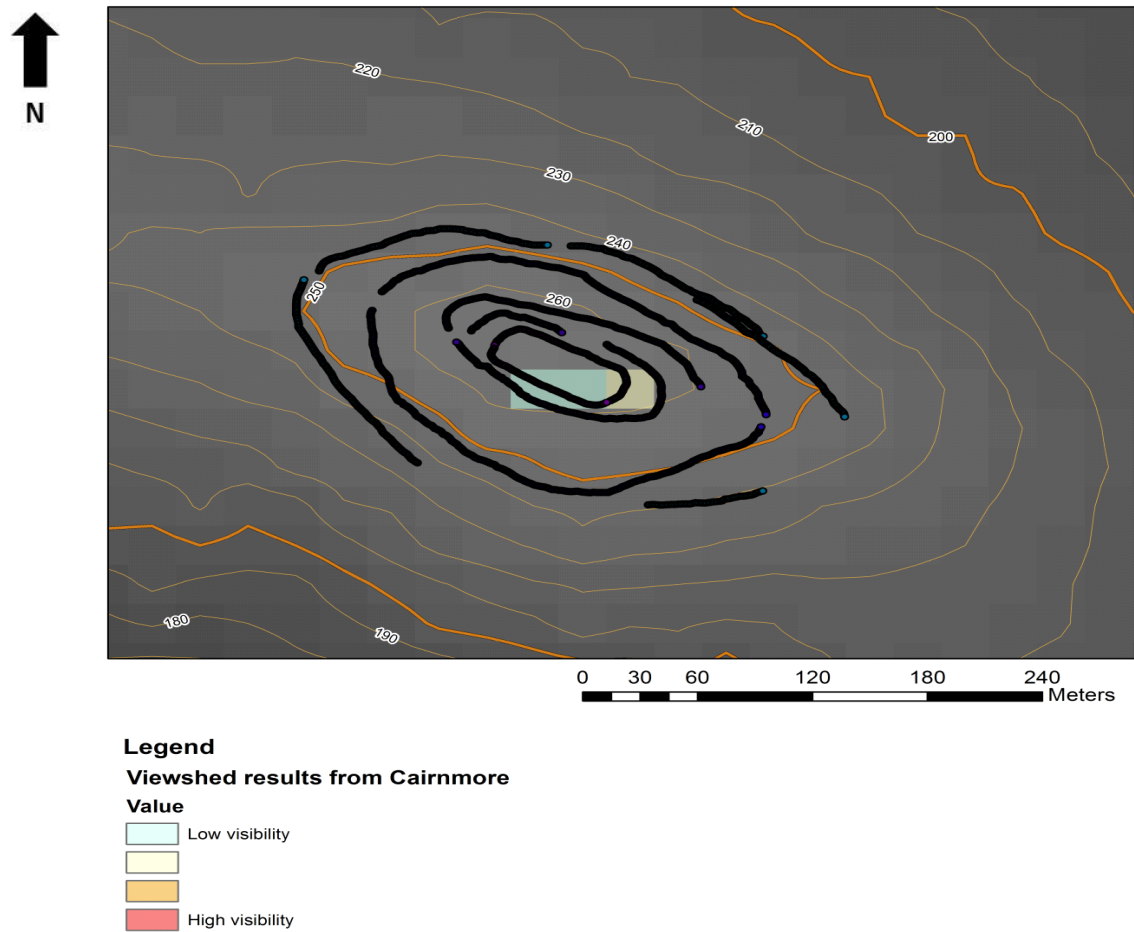 N
220
210
200
230
240
250
260
180
190
0 30 60 120 180 240
Meters
Legend
Viewshed results from Cairnmore
Value
Low visibility
High visibility